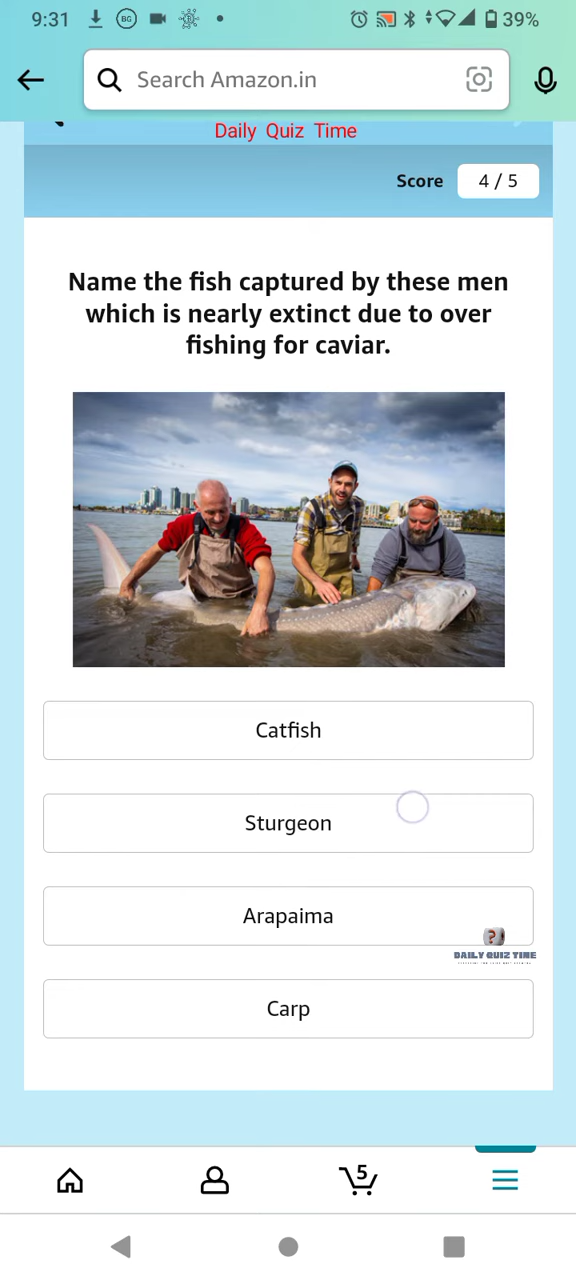 9:31
BG
39%
Search Amazon.in
Daily Quiz Time
Score 4 / 5
Name the fish captured by these men
which is nearly extinct due to over
fishing for caviar.
Catfish
Sturgeon
Arapaima
?
DAILY QUIZ TIME
Carp
5